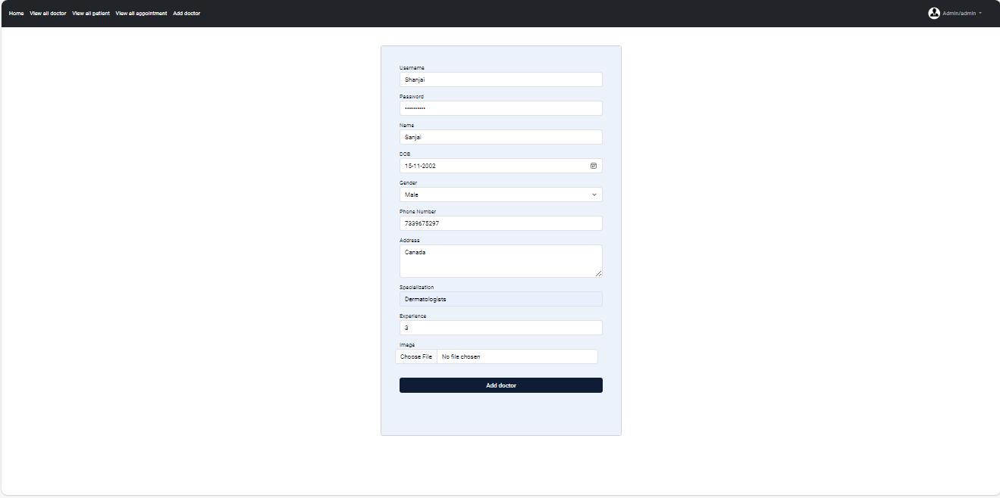 Home View all doctor View all patient View all appointment Add doctor Admin/admin
Username
Shanjai
Password
••••••••••
Name
Sanjai
DOB
15-11-2002
Gender
Male
Phone Number
7339675297
Address
Canada
Specialization
Dermatologists
Experience
3
Image
Choose File No file chosen
Add doctor